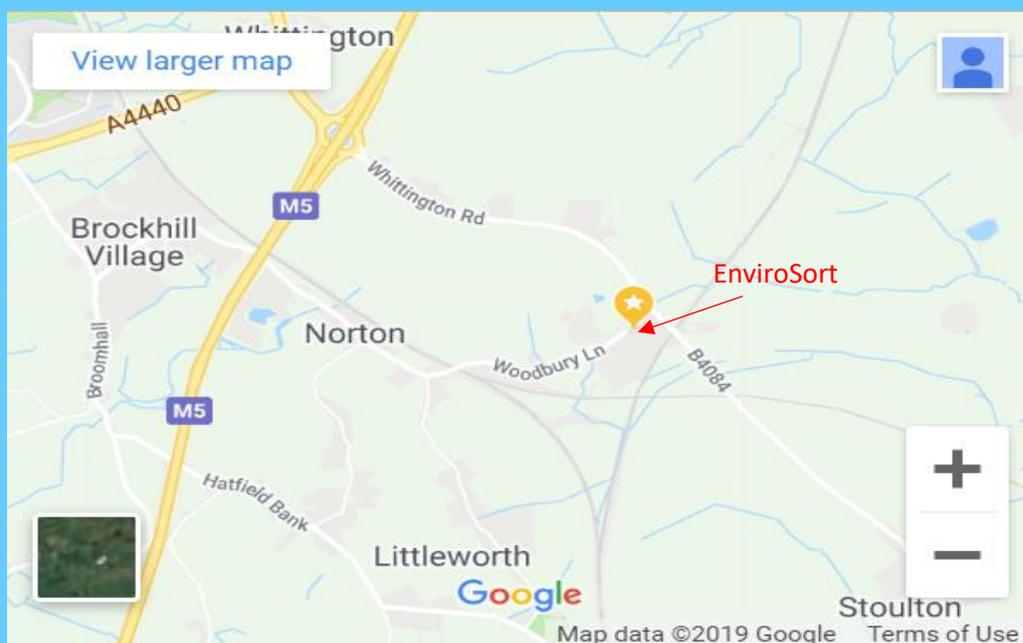 Whittington
View larger map
A4440
Whittington Rd
M5
Brockhill
Village
EnviroSort
Norton
Woodbury Ln
B4084
Broomhall
M5
Hatfield Bank
Littleworth
Google
Stoulton
Map data ©2019 Google Terms of Use